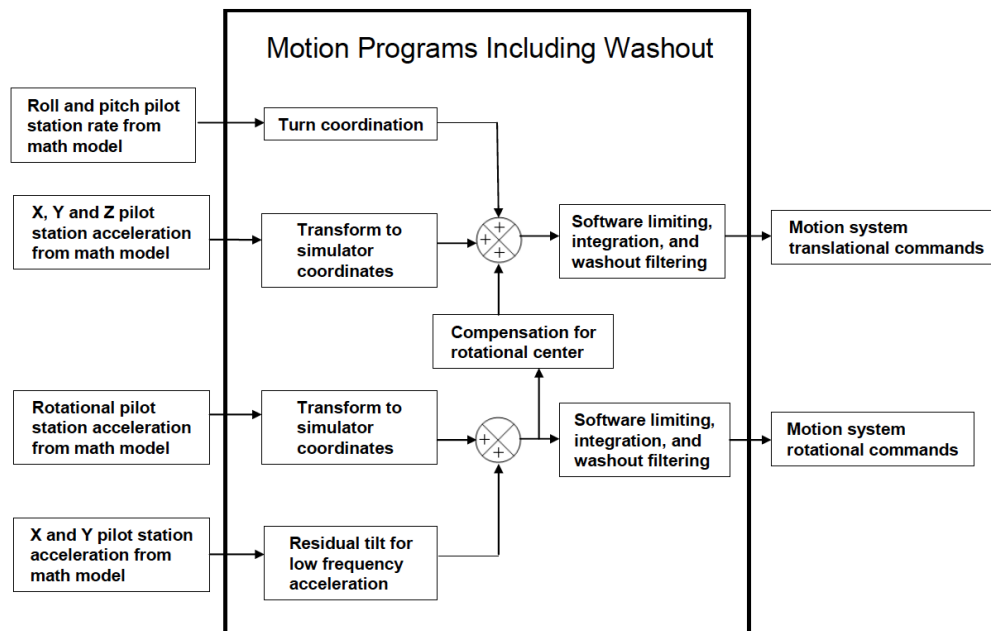 Motion Programs Including Washout
Roll and pitch pilot
station rate from
math model
Turn coordination
X, Y and Z pilot
station acceleration
from math model
Transform to
simulator
coordinates
+
+
+
Software limiting,
integration, and
washout filtering
Motion system
translational commands
Compensation for
rotational center
Rotational pilot
station acceleration
from math model
Transform to
simulator
coordinates
+
+
Software limiting,
integration, and
washout filtering
Motion system
rotational commands
X and Y pilot station
acceleration from
math model
Residual tilt for
low frequency
acceleration